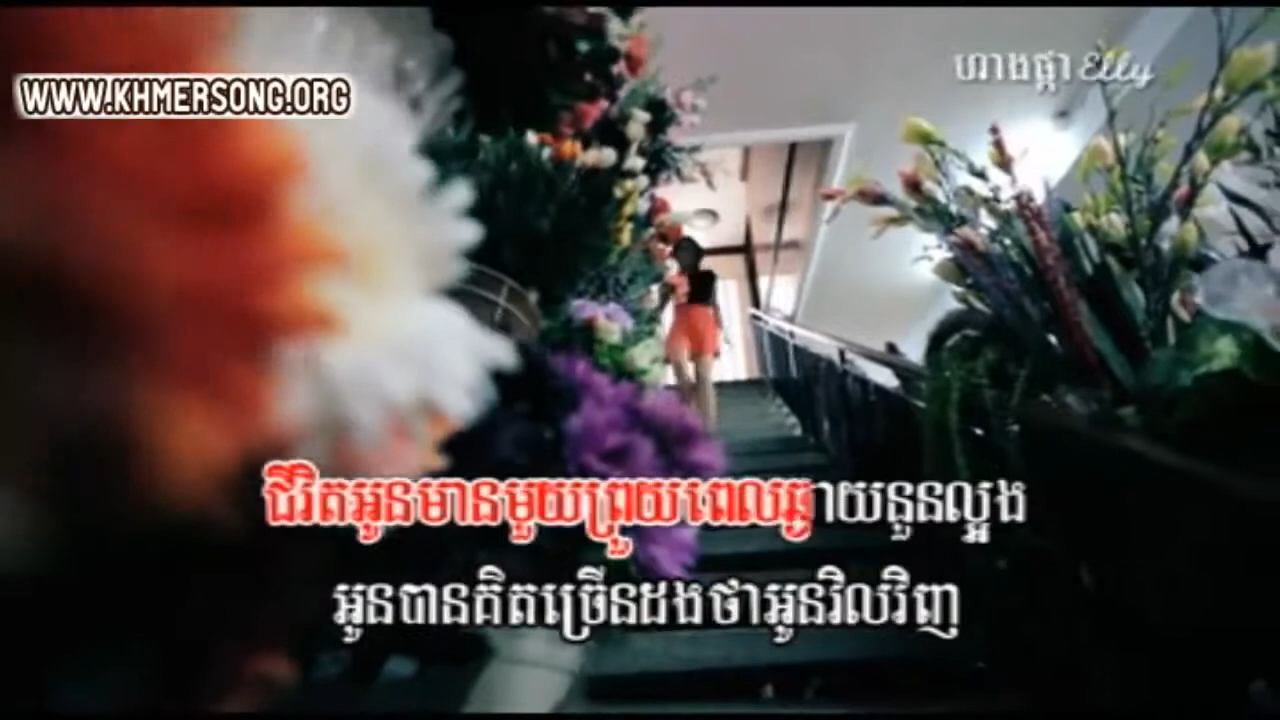 ហាងផ្កា Elly
WWW.KHMERSONG.ORG
ជីវិតអូនមានមួយព្រួយពេលឆ្ងាយនួនល្អង
អូនបានគិតច្រើនដងថាអូនវិលវិញ